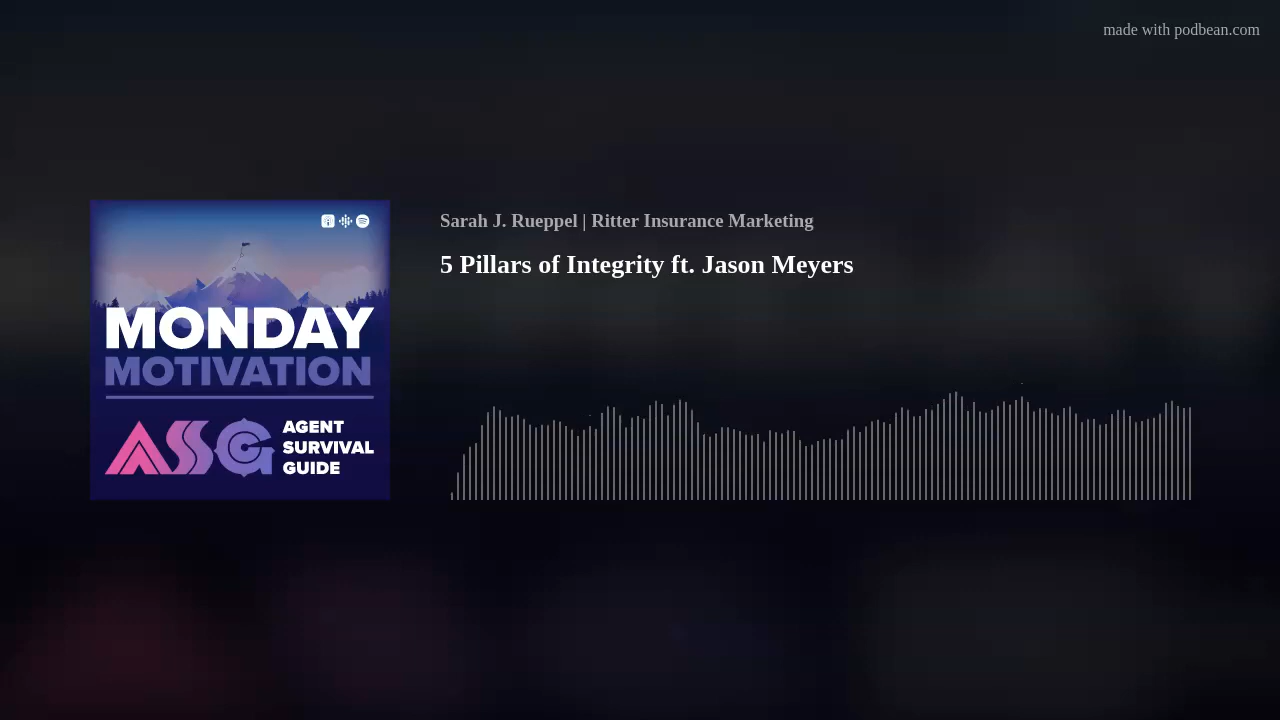 made with podbean.com
Sarah J. Rueppel | Ritter Insurance Marketing
5 Pillars of Integrity ft. Jason Meyers
MONDAY
MOTIVATION
ASG
AGENT
SURVIVAL
GUIDE